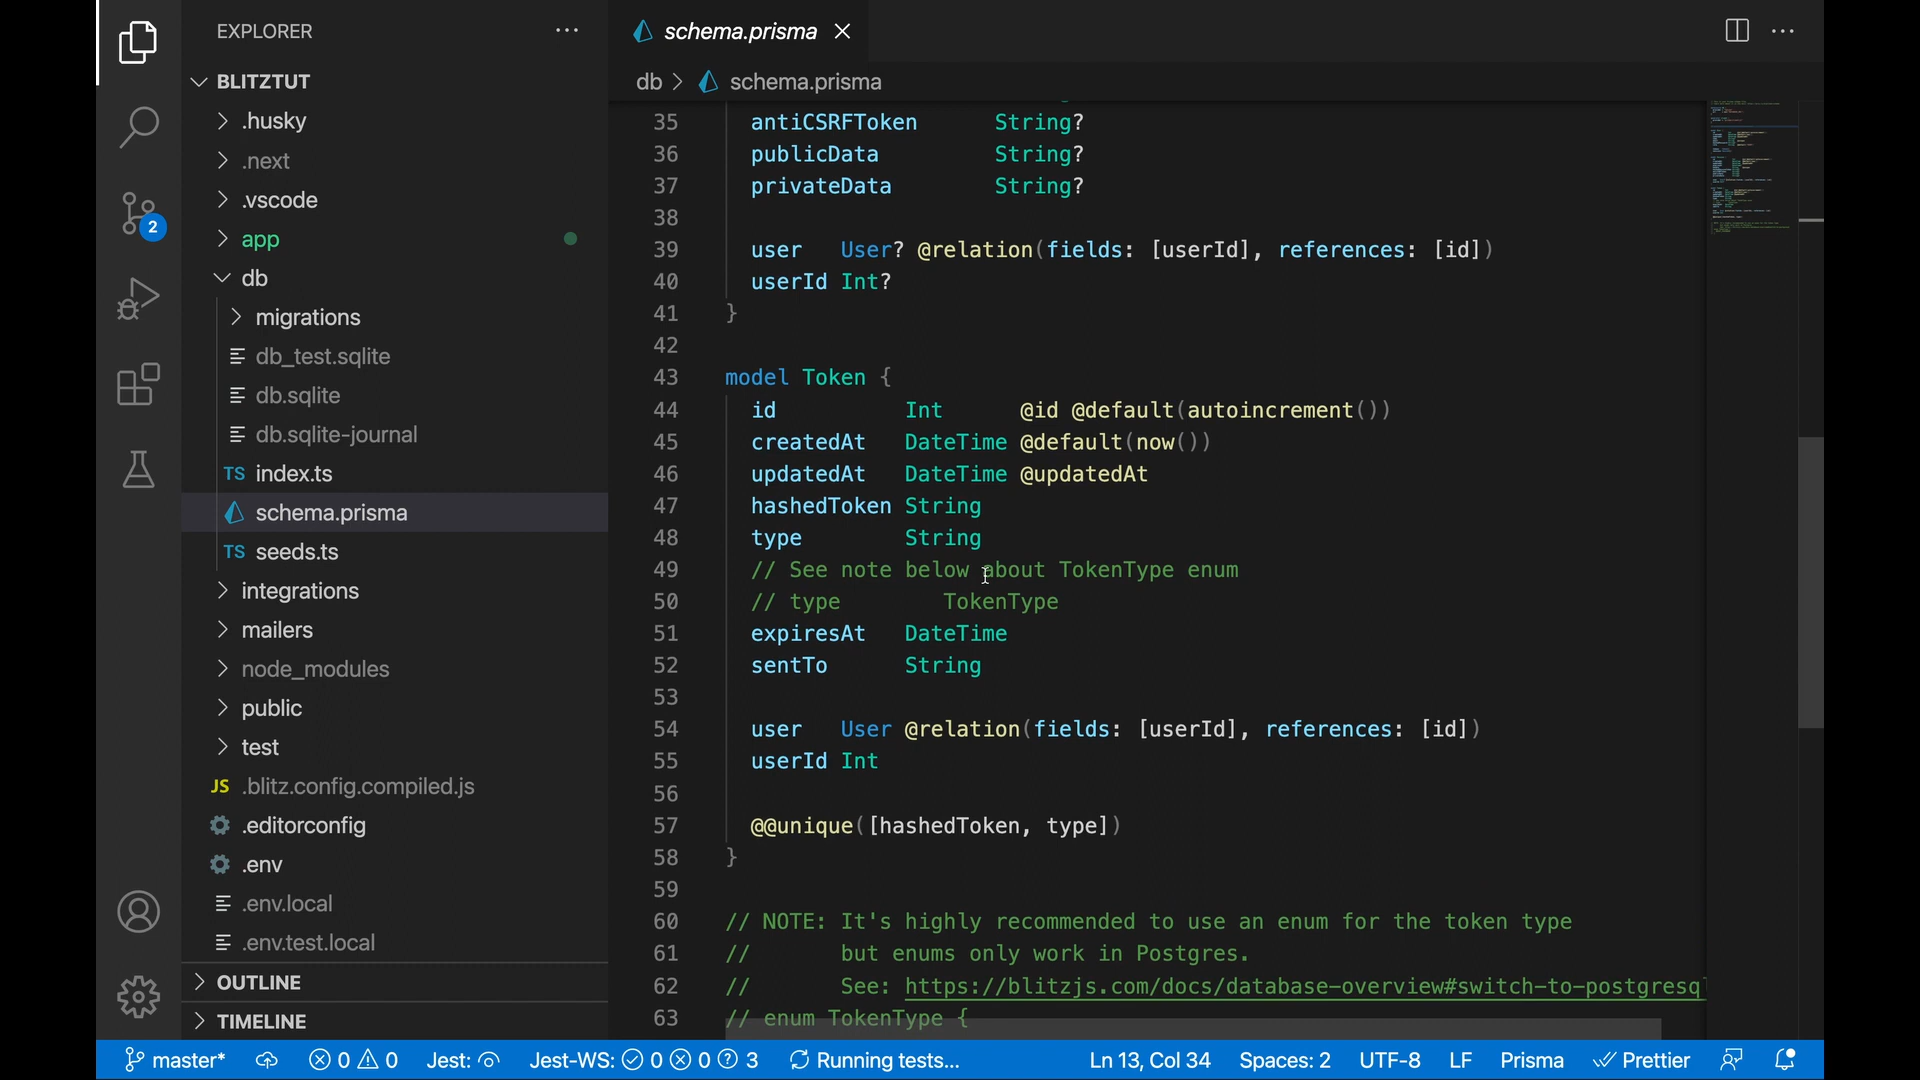 EXPLORER
BLITZTUT
.husky
.next
.vscode
app
db
migrations
db_test.sqlite
db.sqlite
db.sqlite-journal
TS index.ts
schema.prisma
TS seeds.ts
integrations
mailers
node_modules
public
test
JS .blitz.config.compiled.js
.editorconfig
.env
.env.local
.env.test.local
OUTLINE
TIMELINE
2
schema.prisma
db > schema.prisma
35 antiCSRFToken String?
36 publicData String?
37 privateData String?
38
39 user User? @relation(fields: [userId], references: [id])
40 userId Int?
41 }
42
43 model Token {
44 id Int @id @default(autoincrement())
45 createdAt DateTime @default(now())
46 updatedAt DateTime @updatedAt
47 hashedToken String
48 type String
49 // See note below about TokenType enum
50 // type TokenType
51 expiresAt DateTime
52 sentTo String
53
54 user User @relation(fields: [userId], references: [id])
55 userId Int
56
57 @@unique([hashedToken, type])
58 }
59
60 // NOTE: It's highly recommended to use an enum for the token type
61 // but enums only work in Postgres.
62 // See: https://blitzjs.com/docs/database-overview#switch-to-postgresq
63 // enum TokenType {
master* 0 0 Jest: Jest-WS: 0 0 3 Running tests... Ln 13, Col 34 Spaces: 2 UTF-8 LF Prisma Prettier